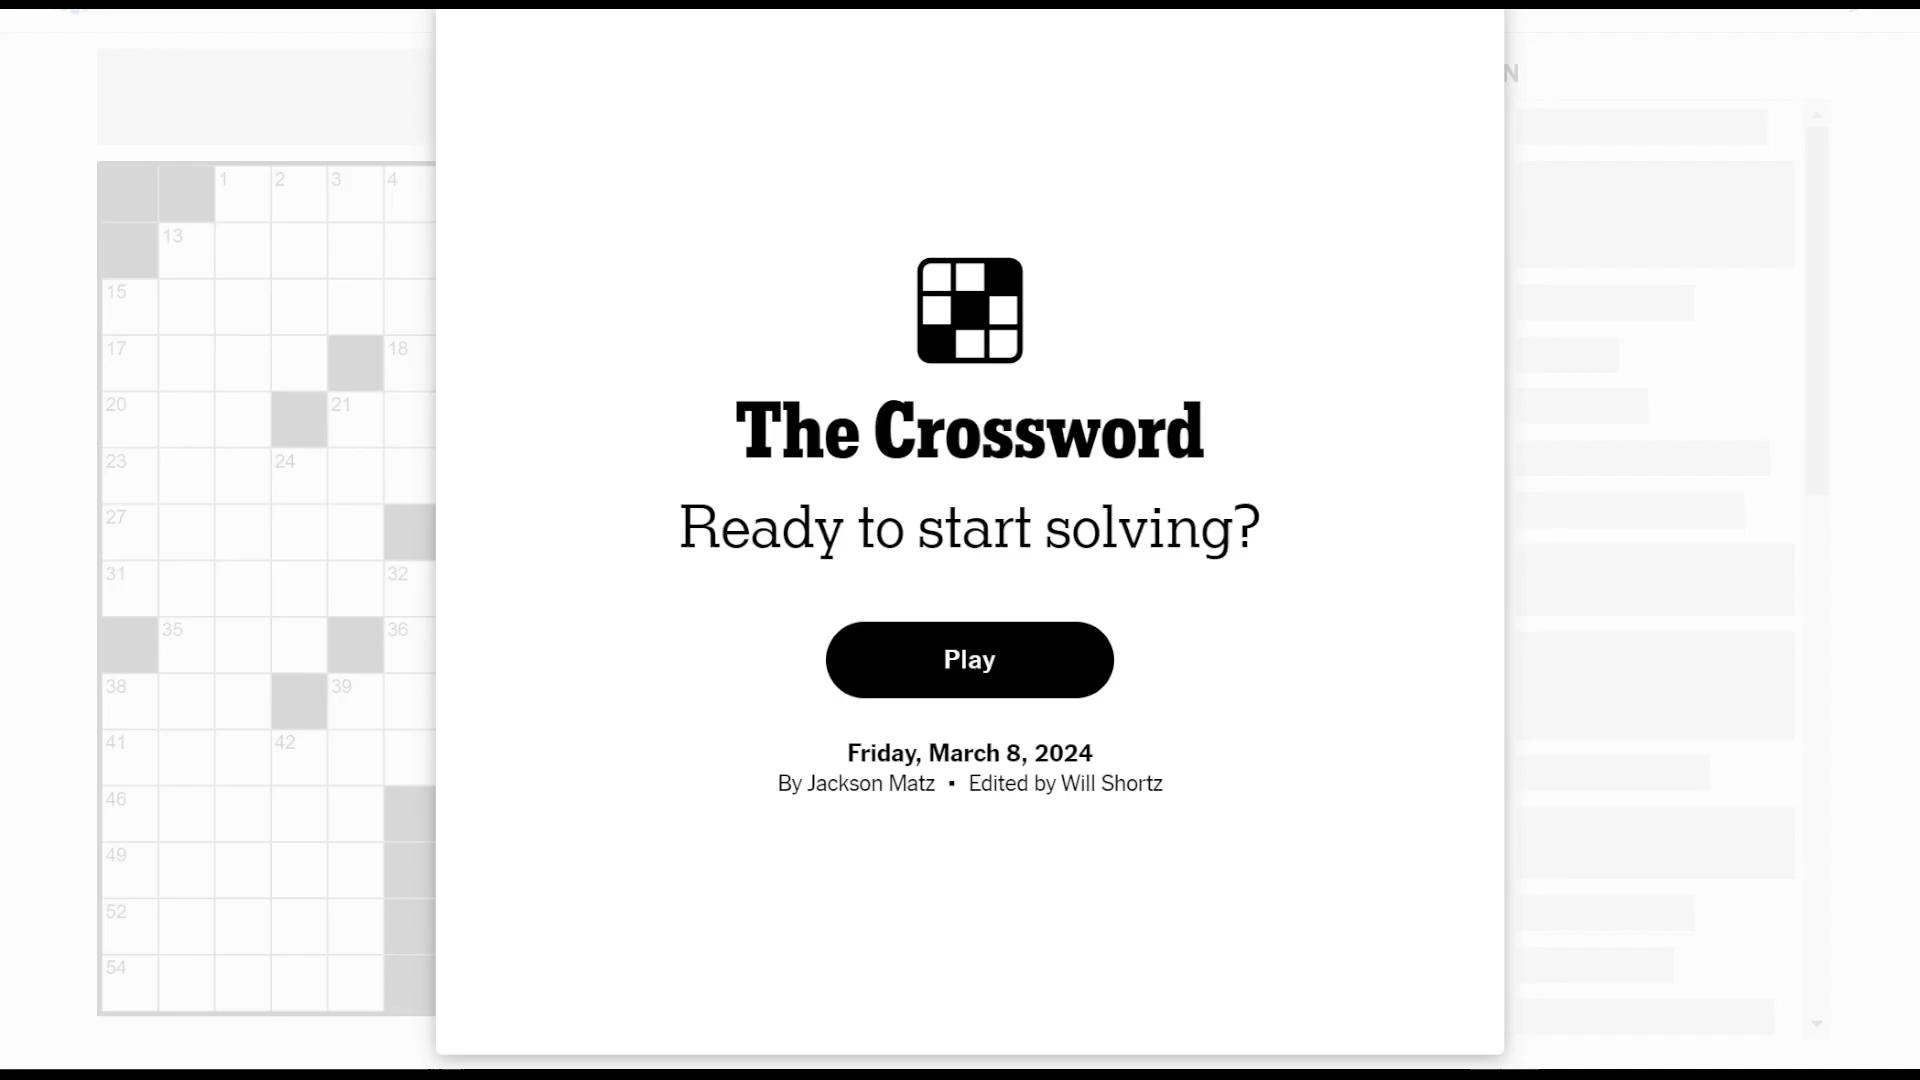 N
1 2 3 4
13
15
17 18
20 21
23 24
27
31 32
35 36
38 39
41 42
46
49
52
54
The Crossword
Ready to start solving?
Play
Friday, March 8, 2024
By Jackson Matz ▪ Edited by Will Shortz